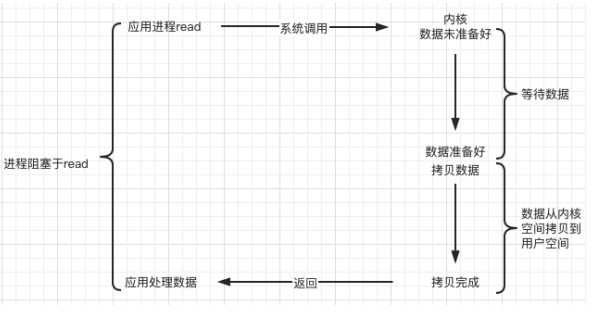 应用进程read
系统调用
内核
数据未准备好
等待数据
进程阻塞于read
数据准备好
拷贝数据
数据从内核
空间拷贝到
用户空间
应用处理数据
返回
拷贝完成